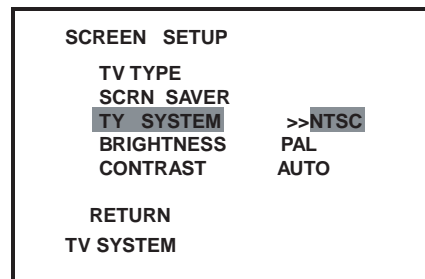 SCREEN SETUP
TV TYPE
SCRN SAVER
TY SYSTEM >>NTSC
BRIGHTNESS PAL
CONTRAST AUTO
RETURN
TV SYSTEM